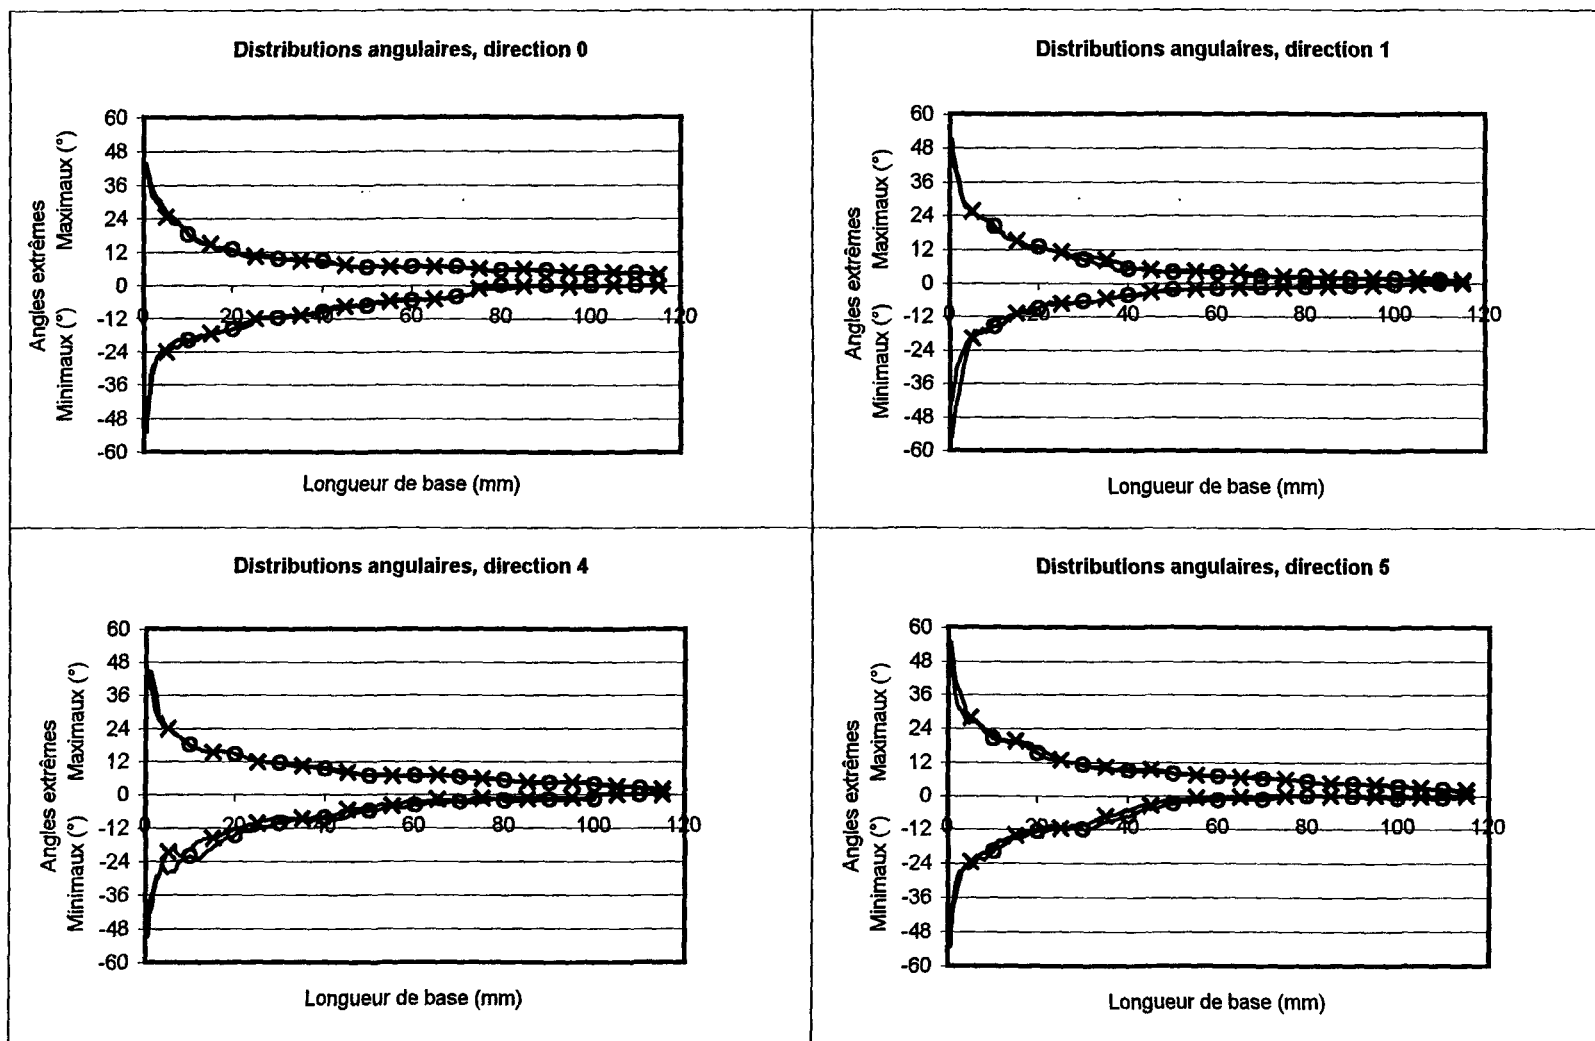 Distributions angulaires, direction 0
Angles extrêmes
Minimaux (°) Maximaux (°)
60
48
36
24
12
0
-12
-24
-36
-48
-60
0 20 40 60 80 100 120
Longueur de base (mm)
Distributions angulaires, direction 1
Angles extrêmes
Minimaux (°) Maximaux (°)
60
48
36
24
12
0
-12
-24
-36
-48
-60
0 20 40 60 80 100 120
Longueur de base (mm)
Distributions angulaires, direction 4
Angles extrêmes
Minimaux (°) Maximaux (°)
60
48
36
24
12
0
-12
-24
-36
-48
-60
0 20 40 60 80 100 120
Longueur de base (mm)
Distributions angulaires, direction 5
Angles extrêmes
Minimaux (°) Maximaux (°)
60
48
36
24
12
0
-12
-24
-36
-48
-60
0 20 40 60 80 100 120
Longueur de base (mm)